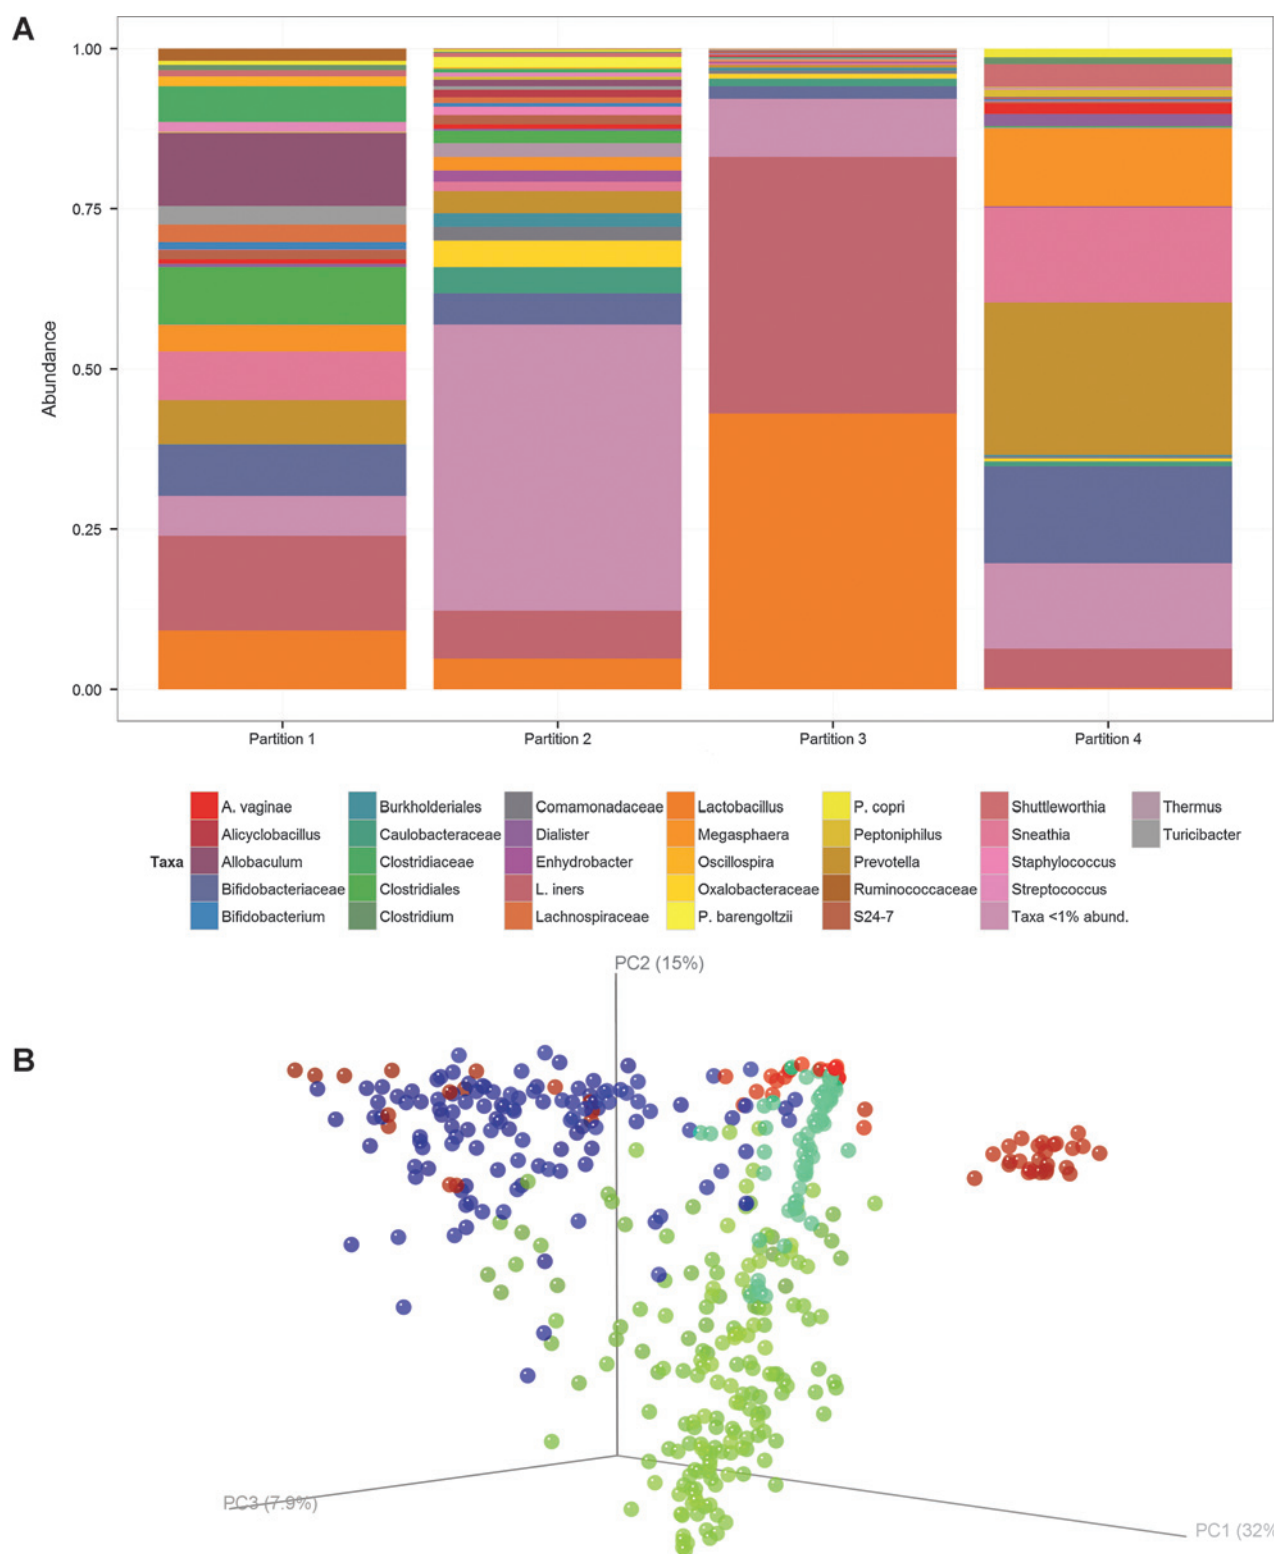 A
1.00
0.75
0.50
0.25
0.00
Abundance
Partition 1 Partition 2 Partition 3 Partition 4
Taxa
A. vaginae Burkholderiales Comamonadaceae Lactobacillus P. copri Shuttleworthia Thermus
Alicyclobacillus Caulobacteraceae Dialister Megasphaera Peptoniphilus Sneathia Turicibacter
Allobaculum Clostridiaceae Enhydrobacter Oscillospira Prevotella Staphylococcus
Bifidobacteriaceae Clostridiales L. iners Oxalobacteraceae Ruminococcaceae Streptococcus
Bifidobacterium Clostridium Lachnospiraceae P. barengoltzii S24-7 Taxa <1% abund.
B
PC2 (15%)
PC3 (7.9%)
PC1 (32%